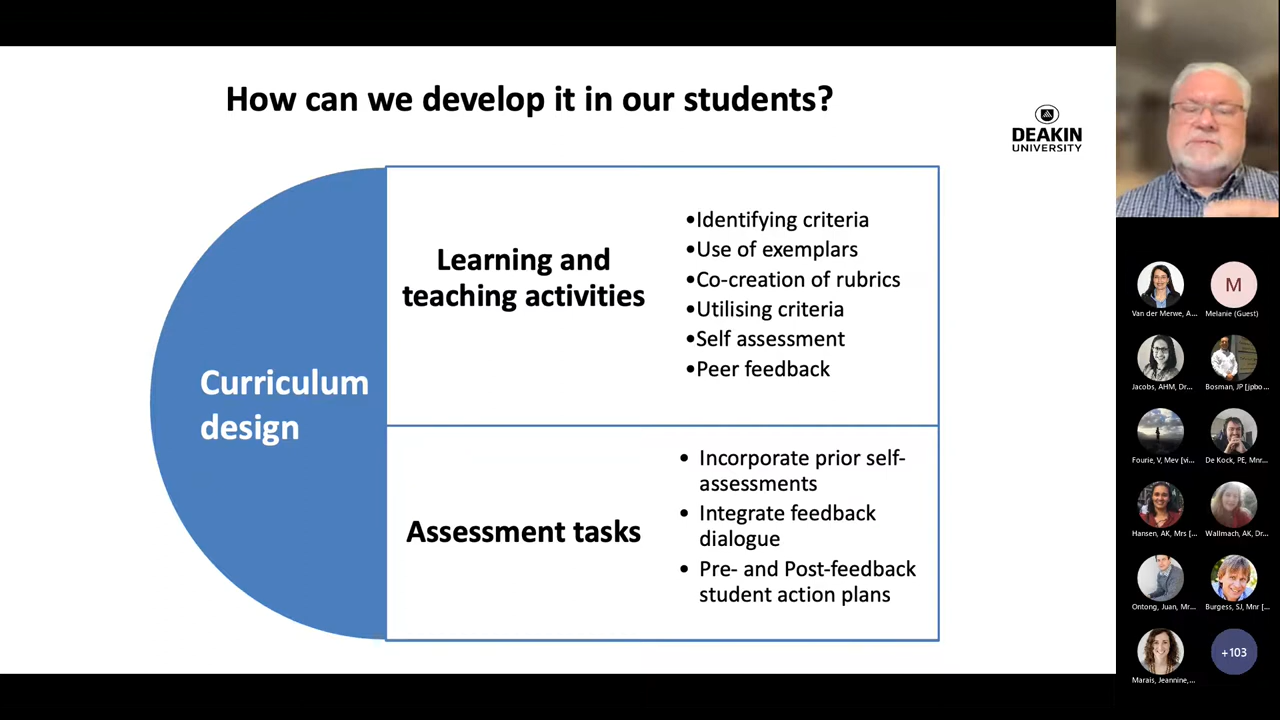 How can we develop it in our students?
DEAKIN
UNIVERSITY
Curriculum
design
Learning and
teaching activities
•Identifying criteria
•Use of exemplars
•Co-creation of rubrics
•Utilising criteria
•Self assessment
•Peer feedback
Assessment tasks
• Incorporate prior self-
assessments
• Integrate feedback
dialogue
• Pre- and Post-feedback
student action plans
M
Van der Merwe, A...
Melanie (Guest)
Jacobs, AHM, Dr...
Bosman, JP [jpbo...
Fourie, V, Mev [vi...
De Kock, PE, Mnr...
Hansen, AK, Mrs [...
Wallmach, AK, Dr...
Ontong, Juan, Mr...
Burgess, SJ, Mnr [...
+103
Marais, Jeannine,...